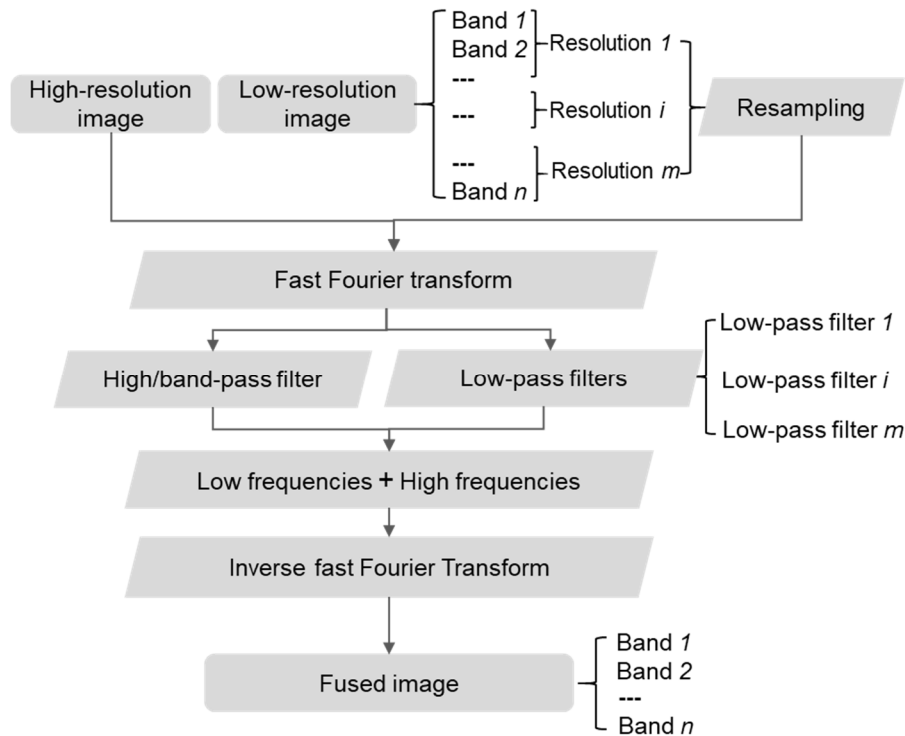 High-resolution
image
Low-resolution
image
Band 1
Band 2
---
---
---
Band n
Resolution 1
Resolution i
Resolution m
Resampling
Fast Fourier transform
High/band-pass filter
Low-pass filters
Low-pass filter 1
Low-pass filter i
Low-pass filter m
Low frequencies + High frequencies
Inverse fast Fourier Transform
Fused image
Band 1
Band 2
---
Band n